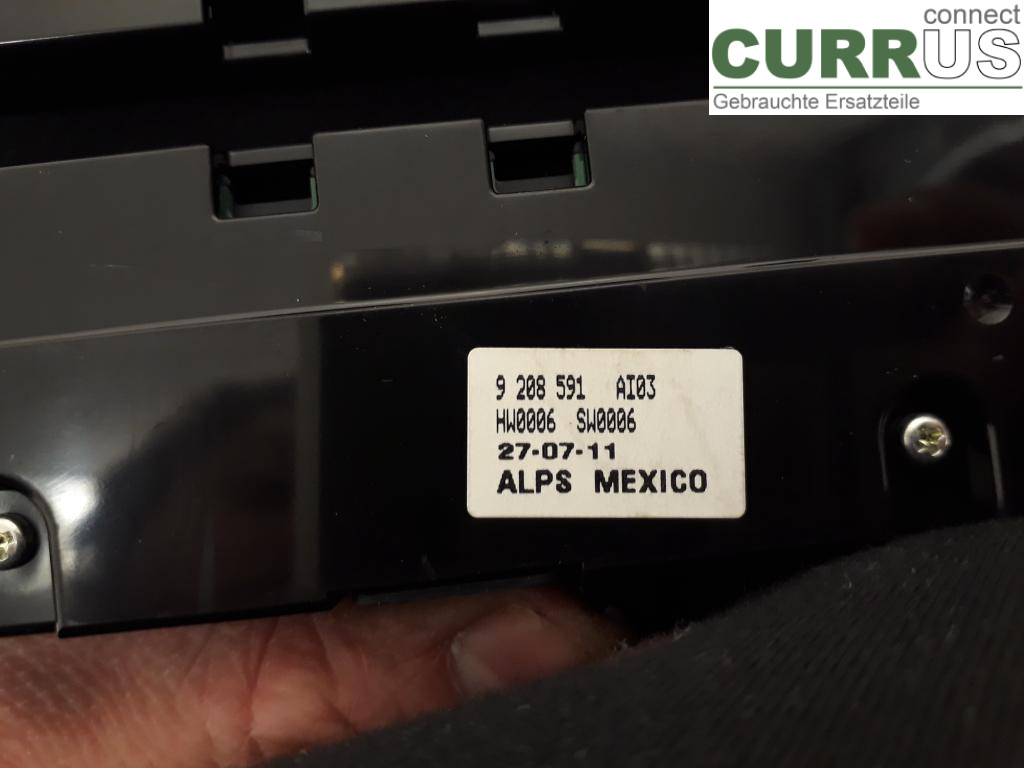 connect
CURRUS
Gebrauchte Ersatzteile
9 208 591 AI03
HW0006 SW0006
27-07-11
ALPS MEXICO